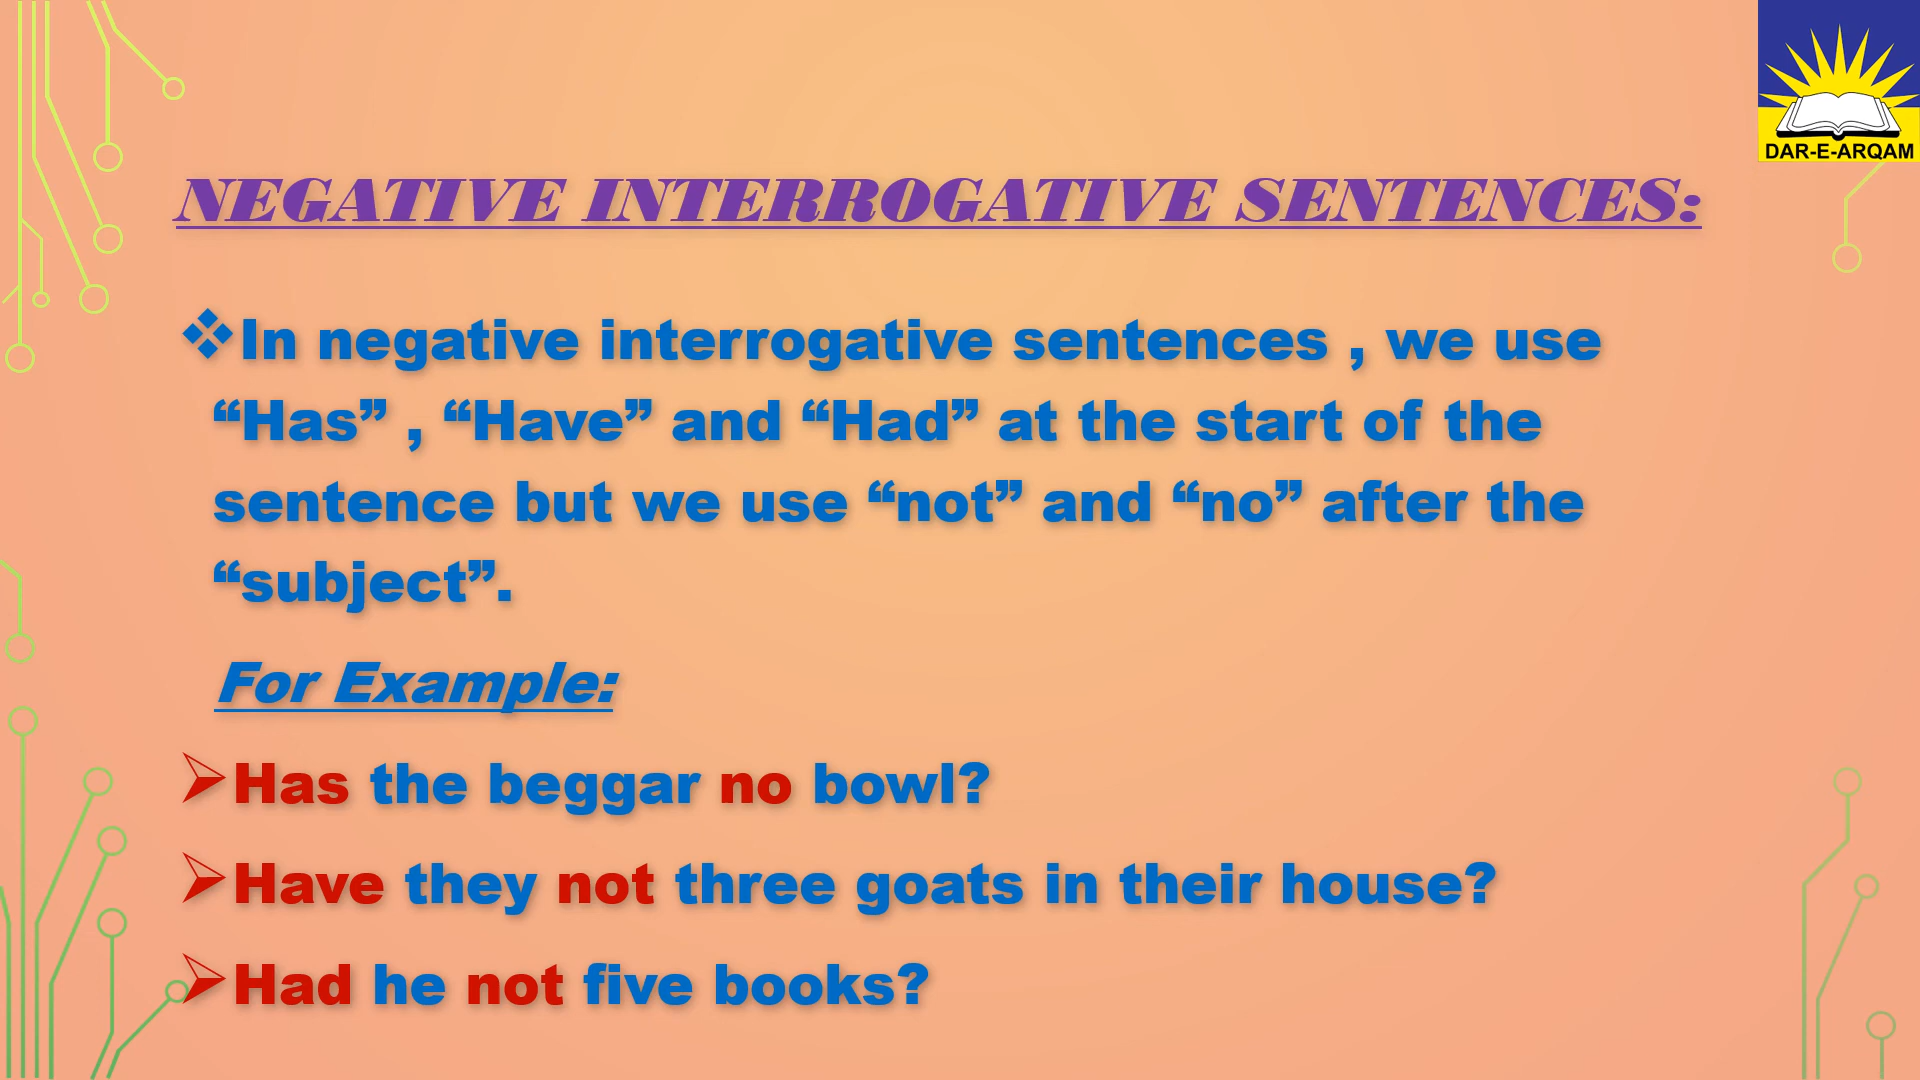 DAR-E-ARQAM
NEGATIVE INTERROGATIVE SENTENCES:
❖In negative interrogative sentences , we use
“Has” , “Have” and “Had” at the start of the
sentence but we use “not” and “no” after the
“subject”.
For Example:
➢Has the beggar no bowl?
➢Have they not three goats in their house?
➢Had he not five books?